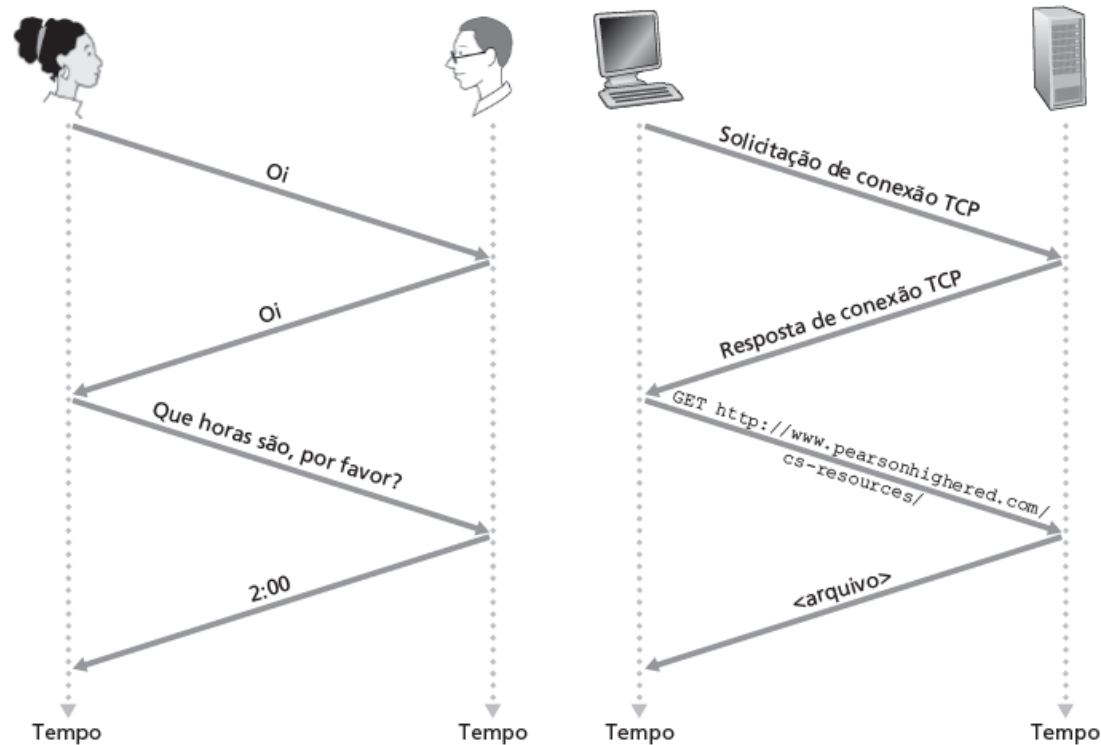 Oi
Oi
Que horas são, por favor?
2:00
Tempo
Tempo
Solicitação de conexão TCP
Resposta de conexão TCP
GET http://www.pearsonhighered.com/
cs-resources/
<arquivo>
Tempo
Tempo